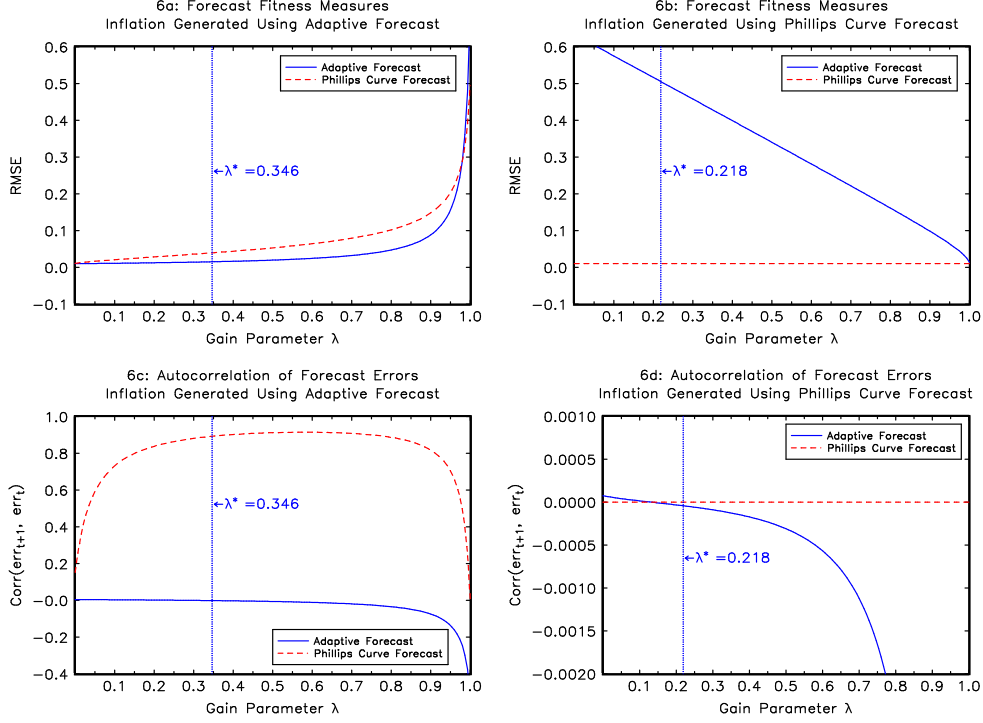 6a: Forecast Fitness Measures
Inflation Generated Using Adaptive Forecast
0.6
0.5
0.4
0.3
0.2
0.1
0.0
−0.1
RMSE
Adaptive Forecast
Phillips Curve Forecast
λ* =0.346
0.1 0.2 0.3 0.4 0.5 0.6 0.7 0.8 0.9 1.0
Gain Parameter λ
6b: Forecast Fitness Measures
Inflation Generated Using Phillips Curve Forecast
0.6
0.5
0.4
0.3
0.2
0.1
0.0
−0.1
RMSE
Adaptive Forecast
Phillips Curve Forecast
λ* =0.218
0.1 0.2 0.3 0.4 0.5 0.6 0.7 0.8 0.9 1.0
Gain Parameter λ
6c: Autocorrelation of Forecast Errors
Inflation Generated Using Adaptive Forecast
1.0
0.8
0.6
0.4
0.2
−0.0
−0.2
−0.4
Corr(err_{t+1}, err_t)
λ* =0.346
Adaptive Forecast
Phillips Curve Forecast
0.1 0.2 0.3 0.4 0.5 0.6 0.7 0.8 0.9 1.0
Gain Parameter λ
6d: Autocorrelation of Forecast Errors
Inflation Generated Using Phillips Curve Forecast
0.0010
0.0005
0.0000
−0.0005
−0.0010
−0.0015
−0.0020
Corr(err_{t+1}, err_t)
Adaptive Forecast
Phillips Curve Forecast
λ* =0.218
0.1 0.2 0.3 0.4 0.5 0.6 0.7 0.8 0.9 1.0
Gain Parameter λ